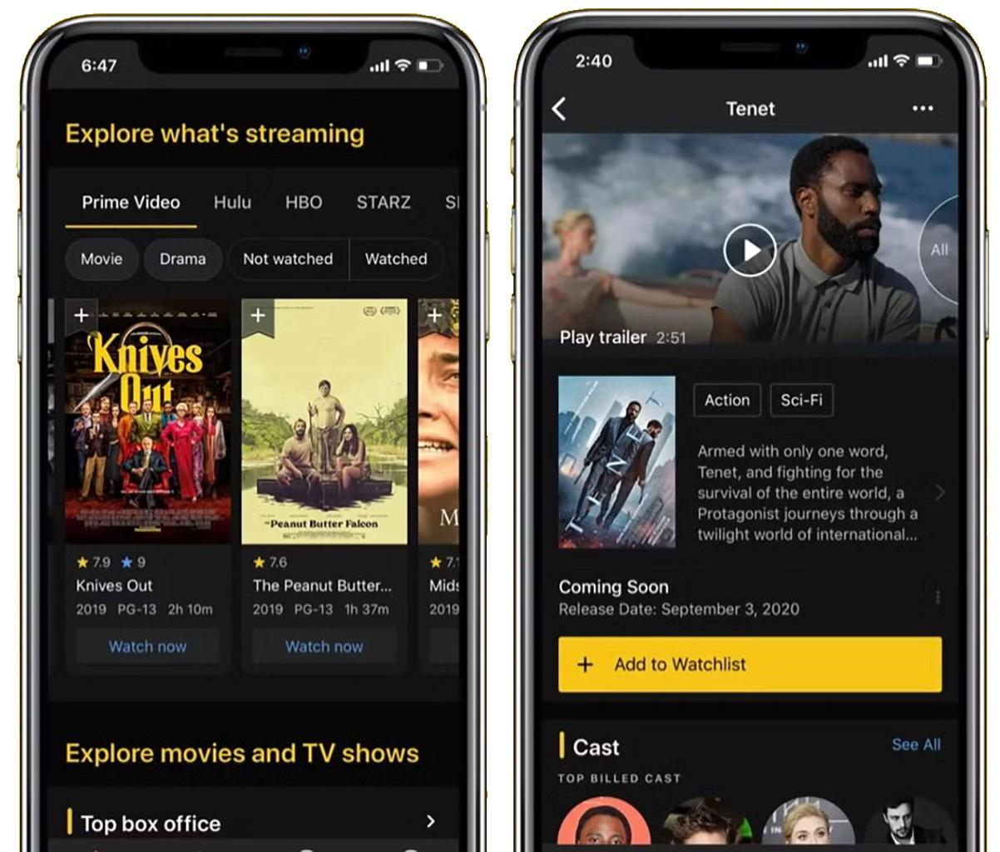 6:47
Explore what's streaming
Prime Video
Hulu
HBO
STARZ
Movie
Drama
Not watched
Watched
+
+
+
Knives
Out
The Peanut Butter Falcon
M
7.9
9
7.6
7.1
Knives Out
The Peanut Butter...
Mids
2019 PG-13 2h 10m
2019 PG-13 1h 37m
2019
Watch now
Watch now
Explore movies and TV shows
Top box office
2:40
Tenet
All
Play trailer 2:51
TENET
Action
Sci-Fi
Armed with only one word,
Tenet, and fighting for the
survival of the entire world, a
Protagonist journeys through a
twilight world of international...
Coming Soon
Release Date: September 3, 2020
+ Add to Watchlist
Cast
See All
TOP BILLED CAST